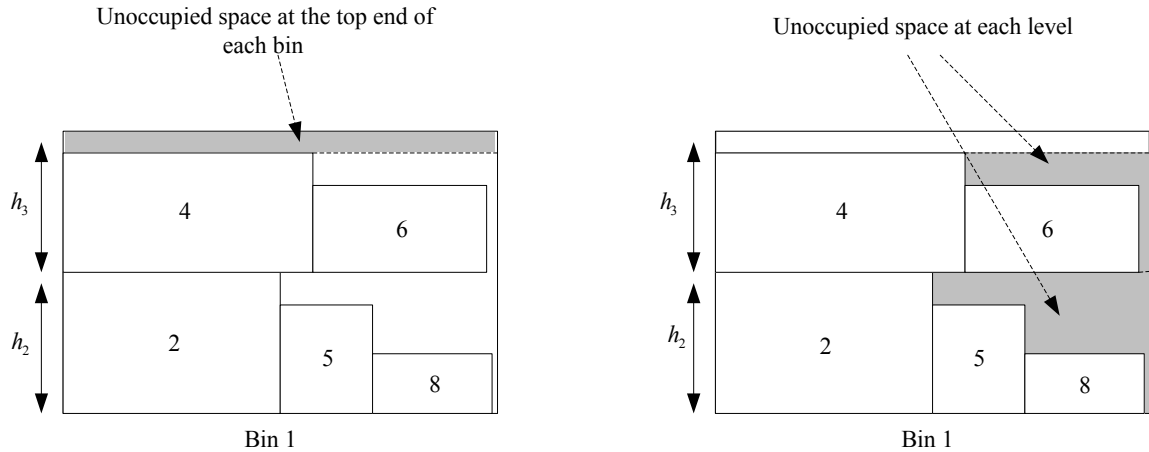 Unoccupied space at the top end of
each bin
h3
4
6
h2
2
5
8
Bin 1
Unoccupied space at each level
h3
4
6
h2
2
5
8
Bin 1